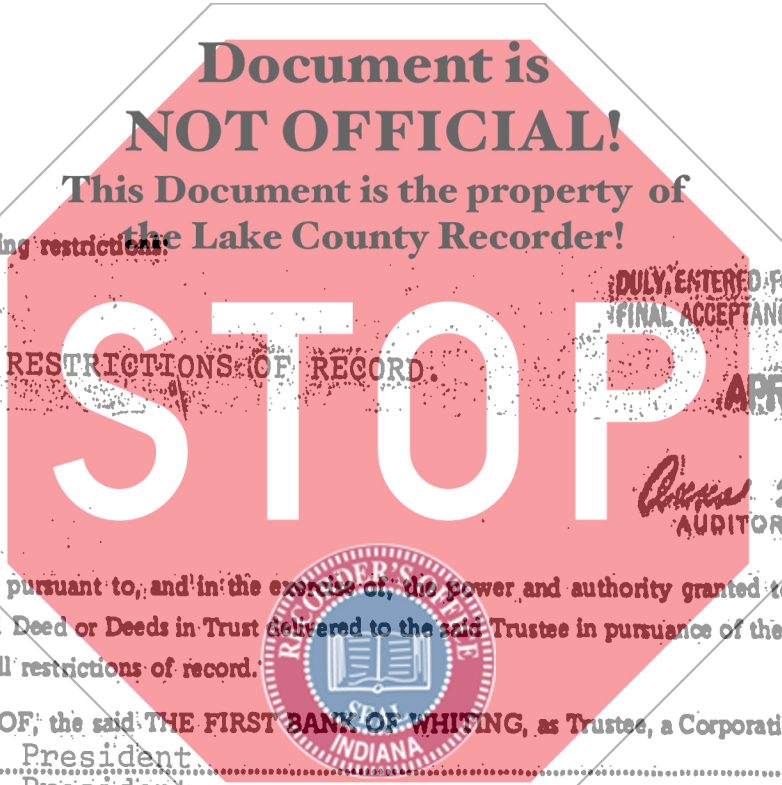 Document is
NOT OFFICIAL!
This Document is the property of
the Lake County Recorder!
ing restrictions:
DULY ENTERED
FINAL ACCEPTANC
STOP
RESTRICTIONS OF RECORD.
APR
AUDITOR
pursuant to, and in the exercise of, the power and authority granted t
Deed or Deeds in Trust delivered to the said Trustee in pursuance of the
ll restrictions of record.
RECORDER'S OFFICE
SEAL
INDIANA
OF, the said THE FIRST BANK OF WHITING, as Trustee, a Corporati
President
President